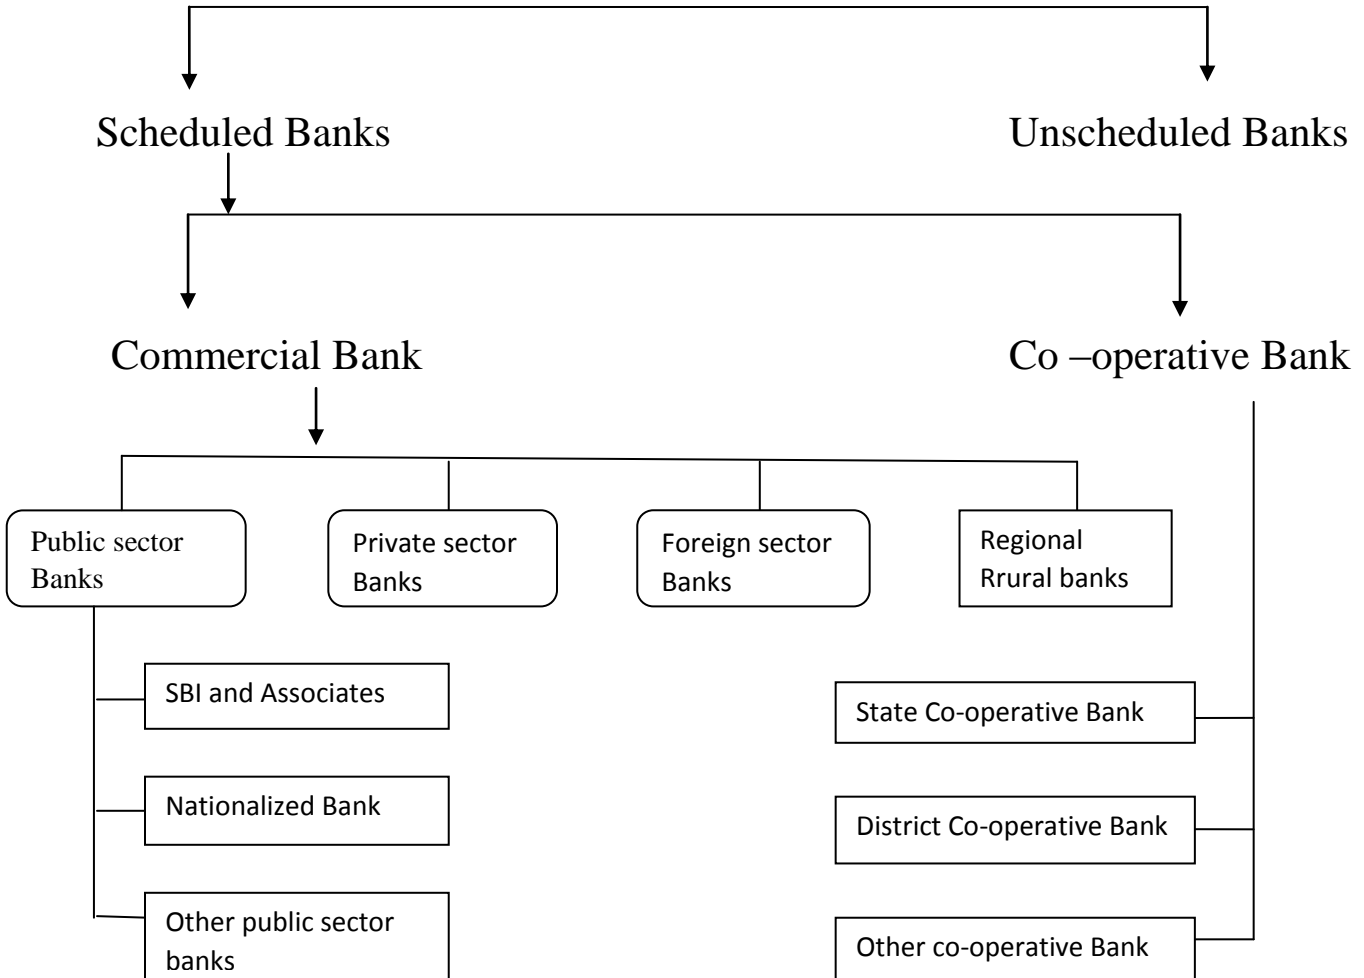 Scheduled Banks
Unscheduled Banks
Commercial Bank
Co –operative Bank
Public sector
Banks
Private sector
Banks
Foreign sector
Banks
Regional
Rrural banks
SBI and Associates
Nationalized Bank
Other public sector
banks
State Co-operative Bank
District Co-operative Bank
Other co-operative Bank